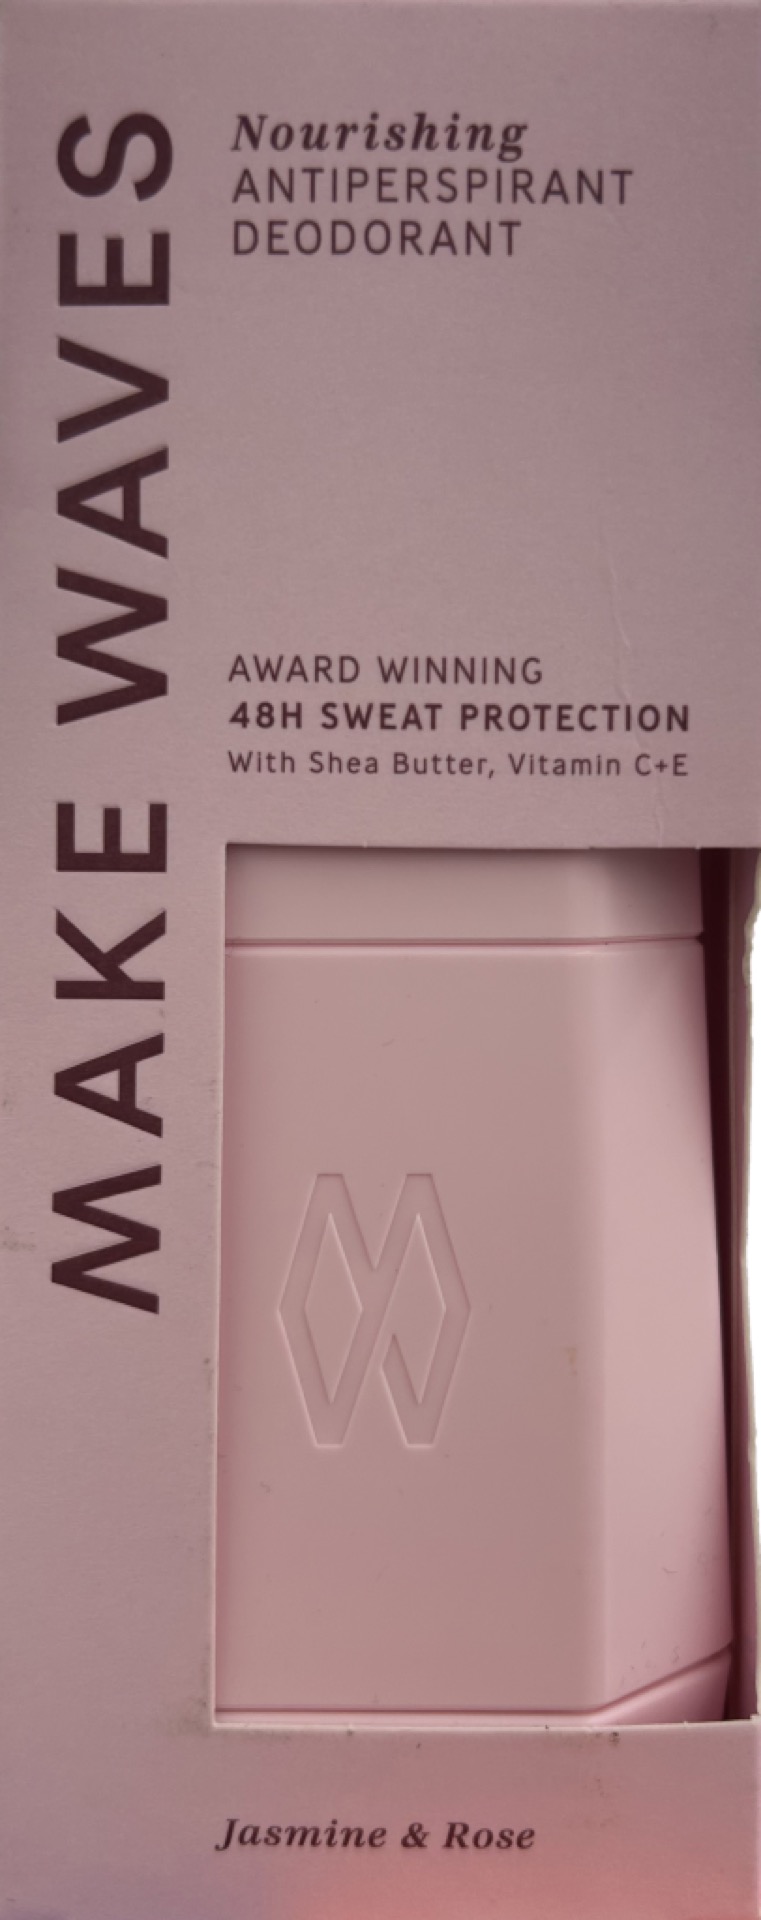 MAKE WAVES
Nourishing
ANTIPERSPIRANT
DEODORANT
AWARD WINNING
48H SWEAT PROTECTION
With Shea Butter, Vitamin C+E
Jasmine & Rose